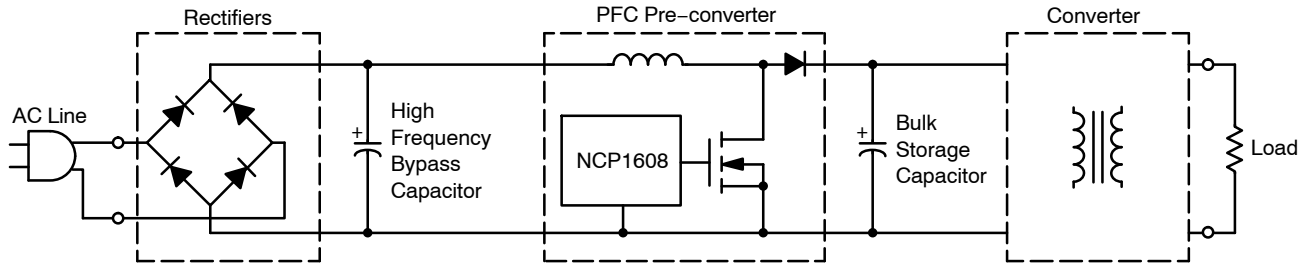 Rectifiers
PFC Pre−converter
Converter
AC Line
High
Frequency
Bypass
Capacitor
+
NCP1608
+
Bulk
Storage
Capacitor
Load